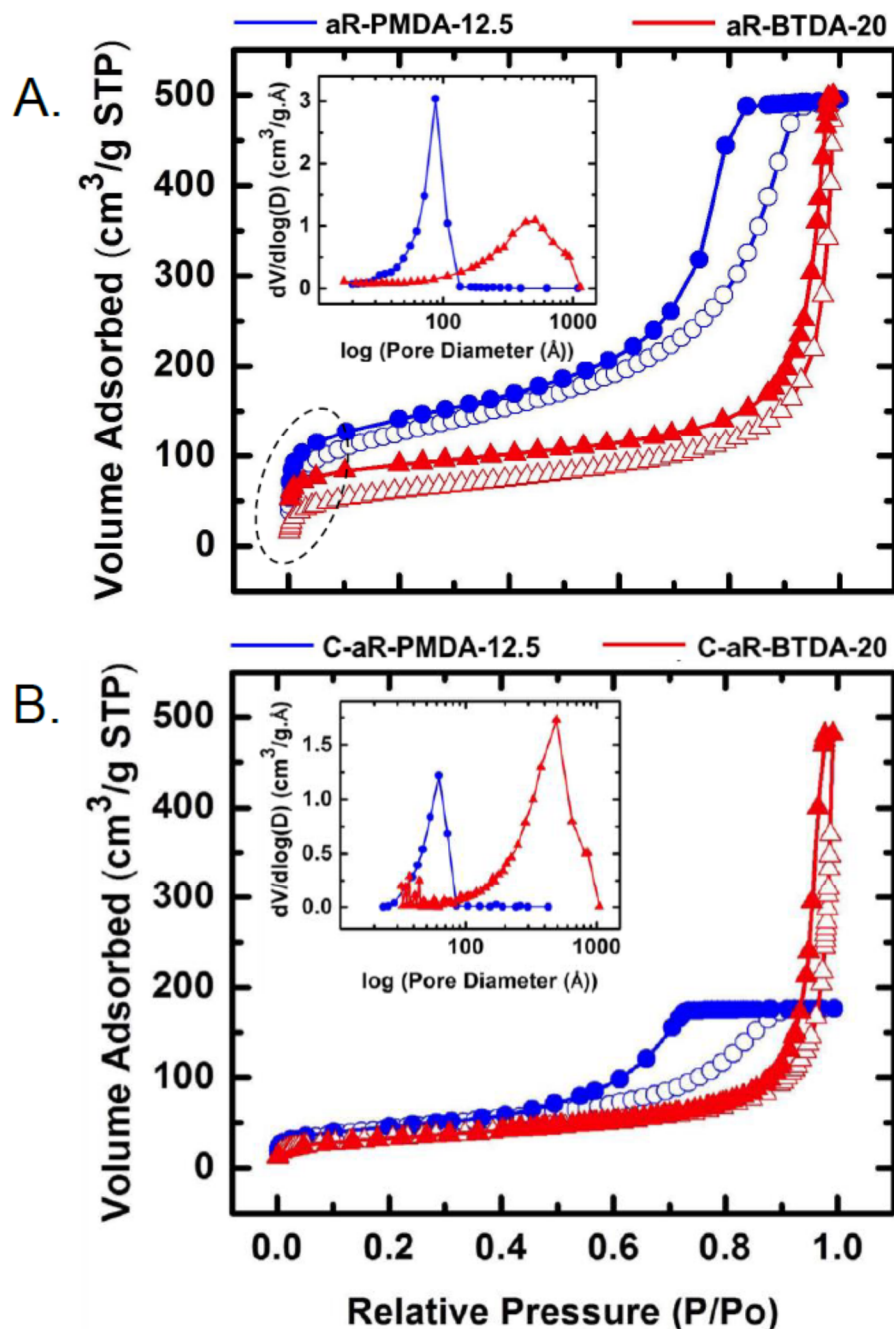 A.
aR-PMDA-12.5 aR-BTDA-20
Volume Adsorbed (cm³/g STP)
500
400
300
200
100
0
dV/dlog(D) (cm³/g.Å)
3
2
1
0
100 1000
log (Pore Diameter (Å))
B.
C-aR-PMDA-12.5 C-aR-BTDA-20
Volume Adsorbed (cm³/g STP)
500
400
300
200
100
0
dV/dlog(D) (cm³/g.Å)
1.5
1.0
0.5
0.0
100 1000
log (Pore Diameter (Å))
0.0 0.2 0.4 0.6 0.8 1.0
Relative Pressure (P/Po)